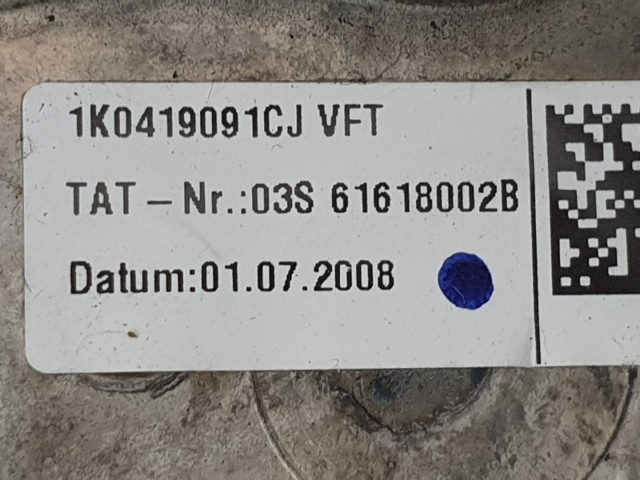 1K0419091CJ VFT
TAT – Nr.:03S 61618002B
Datum:01.07.2008